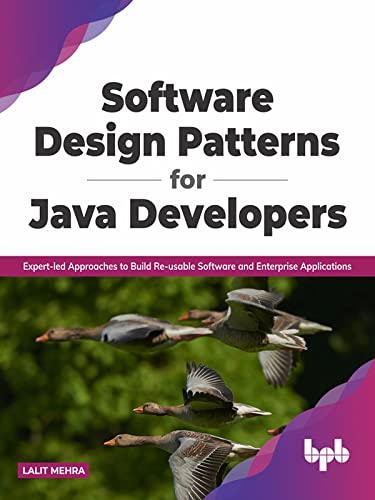 Software
Design Patterns
for
Java Developers
Expert-led Approaches to Build Re-usable Software and Enterprise Applications
LALIT MEHRA
bpb